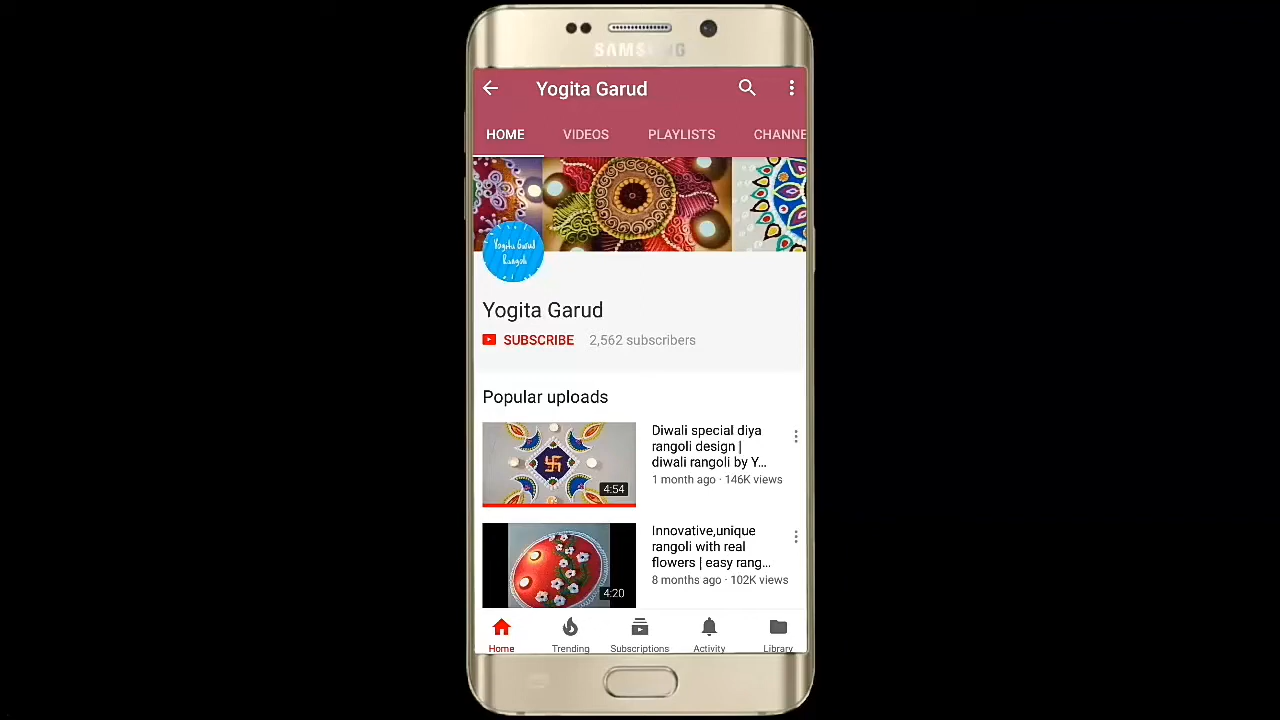 SAMSUNG
Yogita Garud
HOME VIDEOS PLAYLISTS CHANNE
Yogita Garud
Rangoli
Yogita Garud
SUBSCRIBE 2,562 subscribers
Popular uploads
Diwali special diya
rangoli design |
diwali rangoli by Y...
4:54
1 month ago · 146K views
Innovative,unique
rangoli with real
flowers | easy rang...
4:20
8 months ago · 102K views
Home Trending Subscriptions Activity Library